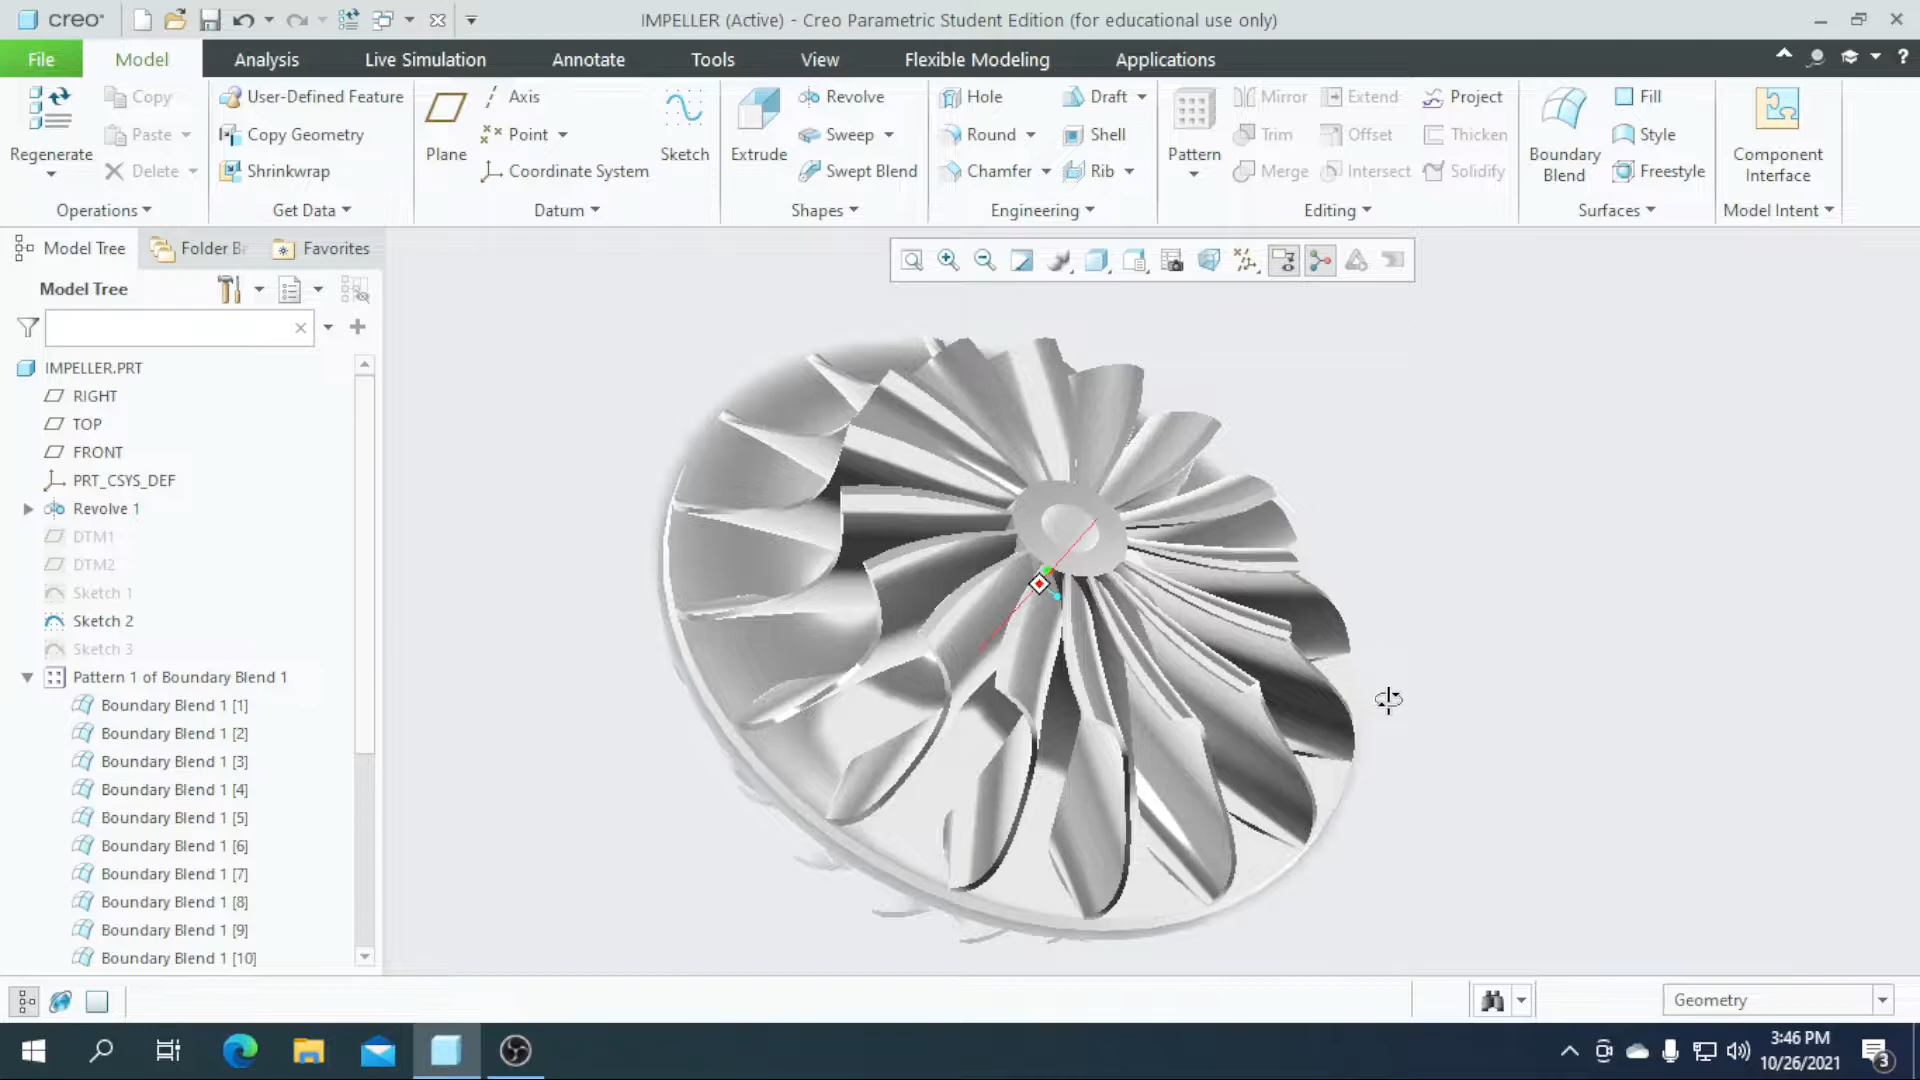 creo
IMPELLER (Active) - Creo Parametric Student Edition (for educational use only)
File Model Analysis Live Simulation Annotate Tools View Flexible Modeling Applications
Regenerate
Copy
Paste
Delete
Operations
User-Defined Feature
Copy Geometry
Shrinkwrap
Get Data
Plane
Axis
Point
Coordinate System
Sketch
Datum
Extrude
Revolve
Sweep
Swept Blend
Shapes
Hole
Round
Chamfer
Draft
Shell
Rib
Engineering
Pattern
Mirror
Trim
Merge
Extend
Offset
Intersect
Project
Thicken
Solidify
Editing
Boundary
Blend
Fill
Style
Freestyle
Surfaces
Component
Interface
Model Intent
Model Tree Folder B Favorites
Model Tree
IMPELLER.PRT
RIGHT
TOP
FRONT
PRT_CSYS_DEF
Revolve 1
DTM1
DTM2
Sketch 1
Sketch 2
Sketch 3
Pattern 1 of Boundary Blend 1
Boundary Blend 1 [1]
Boundary Blend 1 [2]
Boundary Blend 1 [3]
Boundary Blend 1 [4]
Boundary Blend 1 [5]
Boundary Blend 1 [6]
Boundary Blend 1 [7]
Boundary Blend 1 [8]
Boundary Blend 1 [9]
Boundary Blend 1 [10]
Geometry
3:46 PM
10/26/2021
3